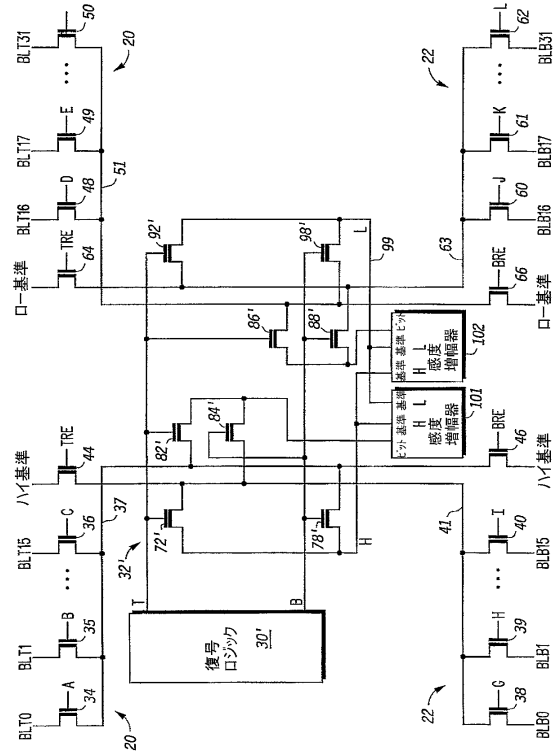 BLT0 BLT1 ••• BLT15 ハイ基準 ロー基準 BLT16 BLT17 ••• BLT31
A B C TRE TRE D E
34 35 36 44 64 48 49 50
20 37 51 20
T 32' 72' 82' 84' 86' 92'
復号
ロジック
30'
B 78' 88' 98'
H L
99
ビット 基準 基準
H L
感度
増幅器
101
基準 基準 ビット
H L
感度
増幅器
102
22 41 63 22
G H I BRE BRE J K L
38 39 40 46 66 60 61 62
BLB0 BLB1 ••• BLB15 ハイ基準 ロー基準 BLB16 BLB17 ••• BLB31